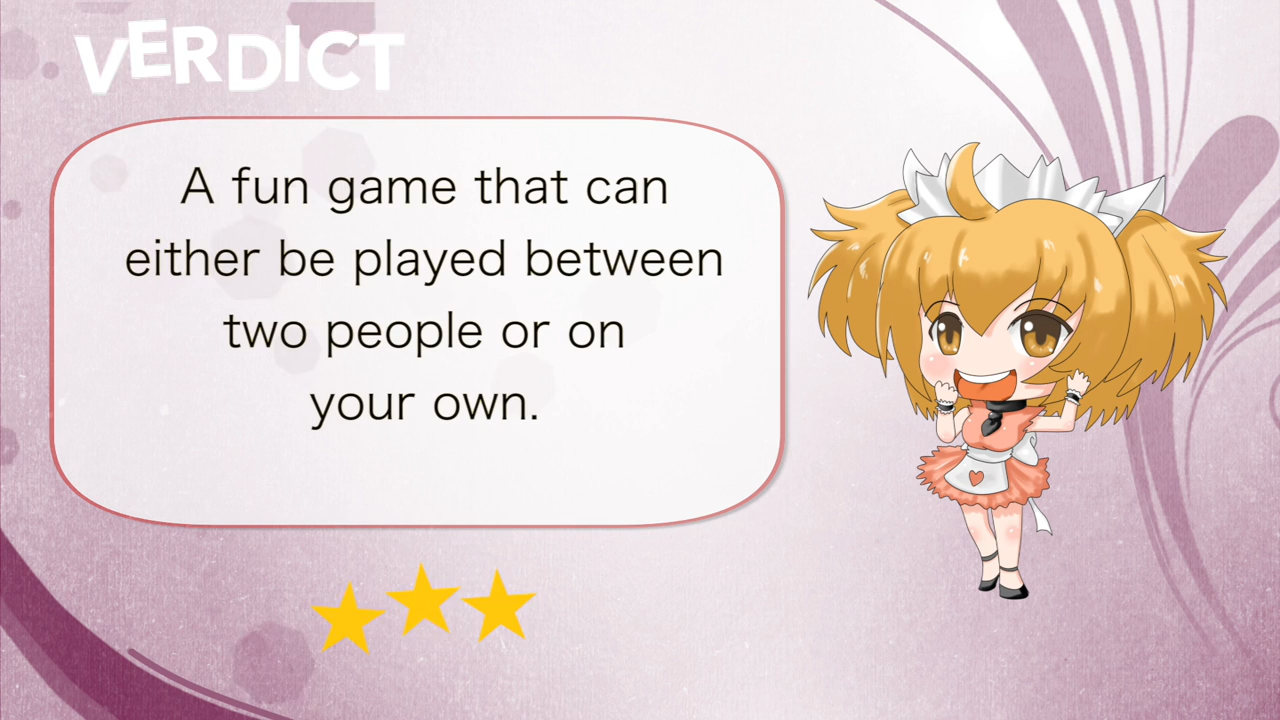 VERDICT
A fun game that can
either be played between
two people or on
your own.